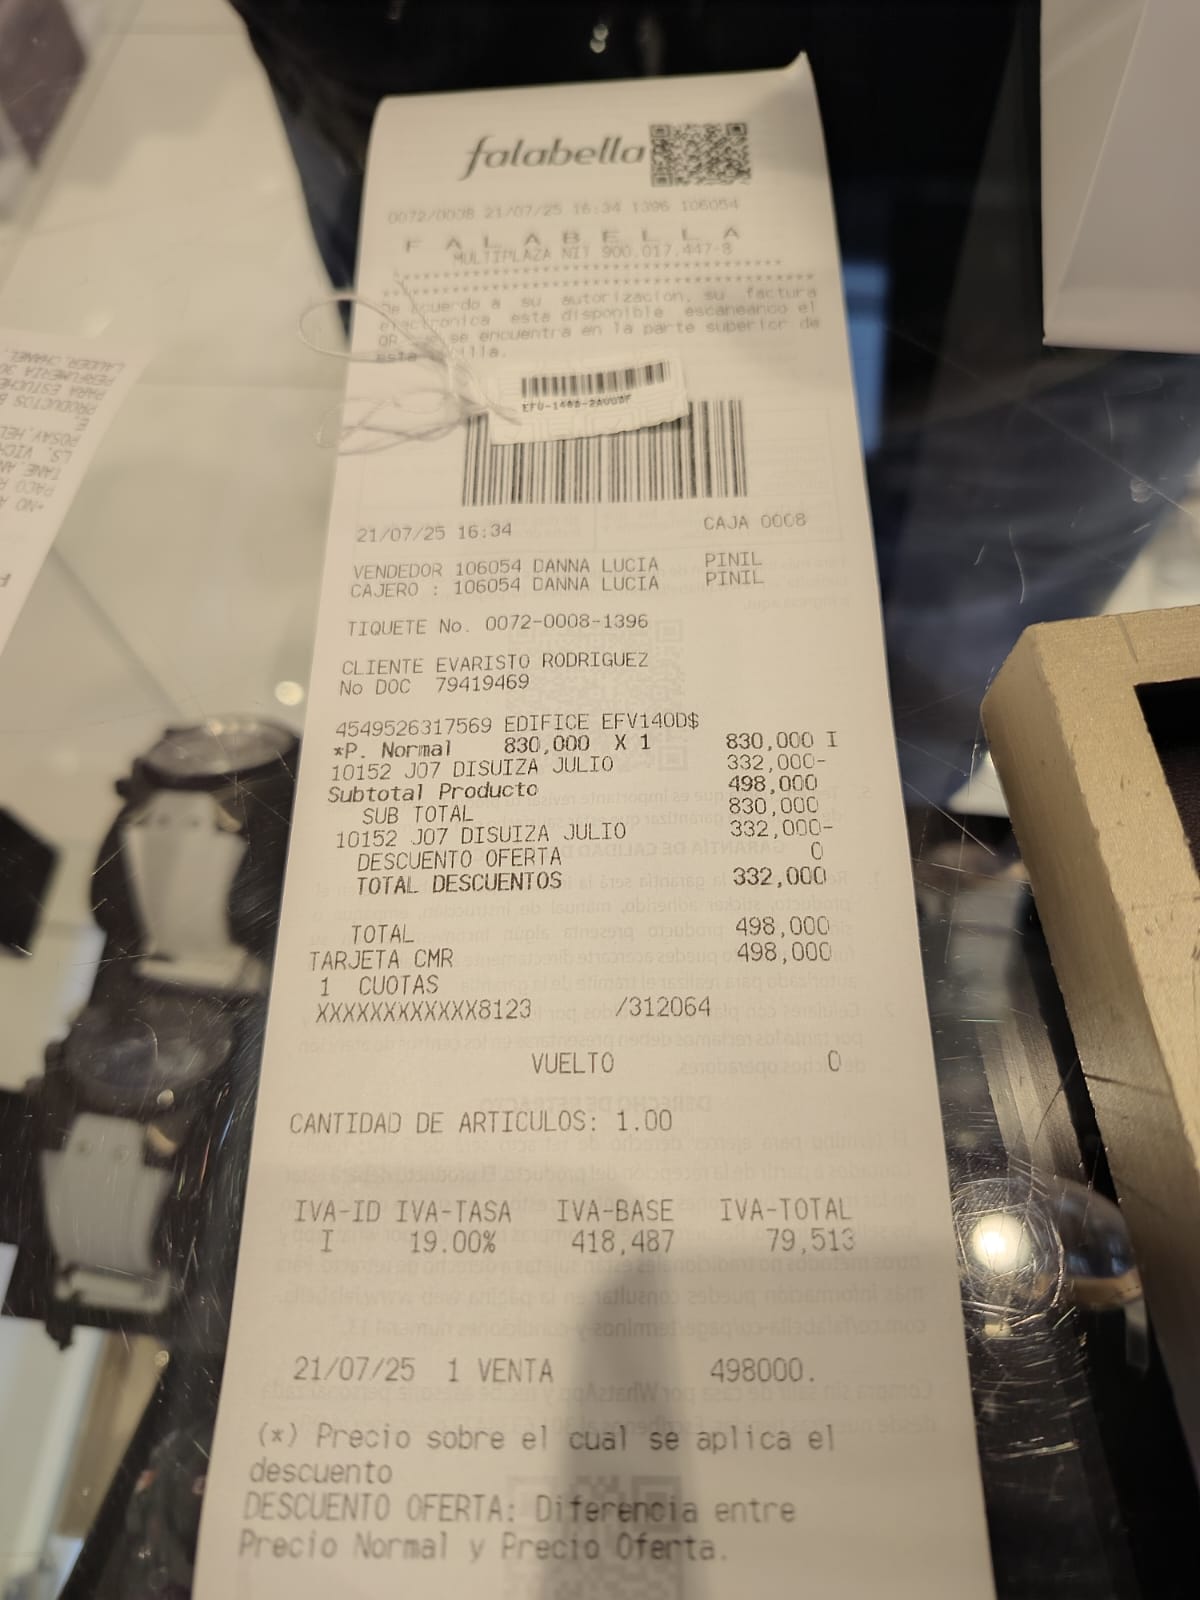 falabella
0072/0008 21/07/25 16:34 1396 106054
F A L A B E L L A
MULTIPLAZA NIT 900.017.447-8
De acuerdo a su autorizacion, su factura
electronica esta disponible escaneando el
QR se encuentra en la parte superior de
esta
21/07/25 16:34 CAJA 0008
VENDEDOR 106054 DANNA LUCIA PINIL
CAJERO : 106054 DANNA LUCIA PINIL
TIQUETE No. 0072-0008-1396
CLIENTE EVARISTO RODRIGUEZ
No DOC 79419469
4549526317569 EDIFICE EFV140D$
*P. Normal 830,000 X 1 830,000 I
10152 J07 DISUIZA JULIO 332,000-
Subtotal Producto 498,000
SUB TOTAL 830,000
10152 J07 DISUIZA JULIO 332,000-
DESCUENTO OFERTA 0
TOTAL DESCUENTOS 332,000
TOTAL 498,000
TARJETA CMR 498,000
1 CUOTAS
XXXXXXXXXXXX8123 /312064
VUELTO 0
CANTIDAD DE ARTICULOS: 1.00
IVA-ID IVA-TASA IVA-BASE IVA-TOTAL
I 19.00% 418,487 79,513
21/07/25 1 VENTA 498000.
(*) Precio sobre el cual se aplica el
descuento
DESCUENTO OFERTA: Diferencia entre
Precio Normal y Precio Oferta.